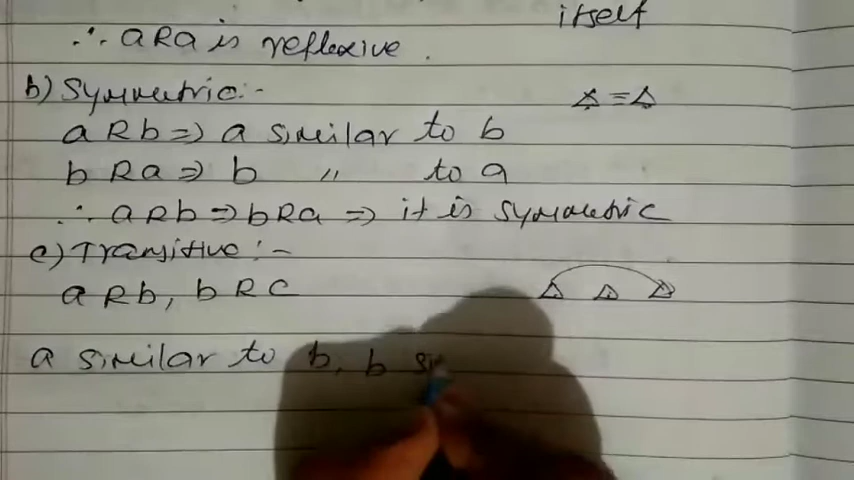 itself
∴ aRa is reflexive.
b) Symmetric:-
aRb => a similar to b
bRa => b " to a
∴ aRb => bRa => it is symmetric
c) Transitive:-
aRb, bRc
a similar to b, b si